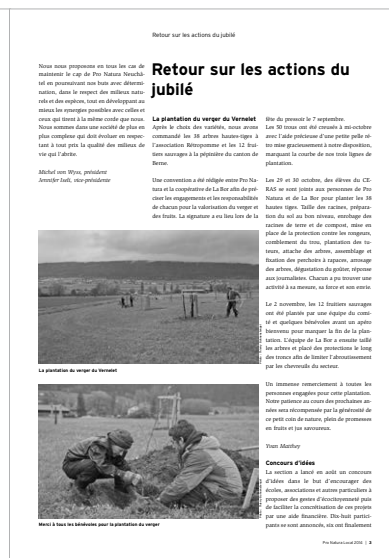 Retour sur les actions du jubilé
Nous nous proposons en tous les cas de
maintenir le cap de Pro Natura Neuchâ-
tel en poursuivant nos buts avec détermi-
nation, dans le respect des milieux natu-
rels et des espèces, tout en développant au
mieux les synergies possibles avec celles et
ceux qui tirent à la même corde que nous.
Nous sommes dans une société de plus en
plus complexe qui doit évoluer en respec-
tant à tout prix la qualité des milieux de
vie qui l'abrite.
Michel von Wyss, président
Jennifer Iseli, vice-présidente
Retour sur les actions du
jubilé
La plantation du verger du Vernelet
Après le choix des variétés, nous avons
commandé les 38 arbres hautes-tiges à
l'association Rétropomme et les 12 frui-
tiers sauvages à la pépinière du canton de
Berne.
Une convention a été rédigée entre Pro Na-
tura et la coopérative de La Bor afin de pré-
ciser les engagements et les responsabilités
de chacun pour la valorisation du verger et
des fruits. La signature a eu lieu lors de la
fête du pressoir le 7 septembre.
Les 50 trous ont été creusés à mi-octobre
avec l'aide précieuse d'une petite pelle ré-
tro mise gracieusement à notre disposition,
marquant la courbe de nos trois lignes de
plantation.
Les 29 et 30 octobre, des élèves du CE-
RAS se sont joints aux personnes de Pro
Natura et de La Bor pour planter les 38
hautes tiges. Taille des racines, prépara-
tion du sol au bon niveau, enrobage des
racines de terre et de compost, mise en
place de la protection contre les rongeurs,
comblement du trou, plantation des tu-
teurs, attache des arbres, assemblage et
fixation des perchoirs à rapaces, arrosage
des arbres, dégustation du goûter, réponse
aux journalistes. Chacun a pu trouver une
activité à sa mesure, sa force et son envie.
Le 2 novembre, les 12 fruitiers sauvages
ont été plantés par une équipe du comi-
té et quelques bénévoles avant un apéro
bienvenu pour marquer la fin de la plan-
tation. L'équipe de La Bor a ensuite taillé
les arbres et placé des protections le long
des troncs afin de limiter l'abroutissement
par les chevreuils du secteur.
Un immense remerciement à toutes les
personnes engagées pour cette plantation.
Notre patience au cours des prochaines an-
nées sera récompensée par la générosité de
ce petit coin de nature, plein de promesses
en fruits et jus savoureux.
Yvan Matthey
Concours d'idées
La section a lancé en août un concours
d'idées dans le but d'encourager des
écoles, associations et autres particuliers à
proposer des gestes d'écocitoyenneté puis
de faciliter la concrétisation de ces projets
par une aide financière. Dix-huit partici-
pants se sont annoncés, six ont finalement
La plantation du verger du Vernelet
Merci à tous les bénévoles pour la plantation du verger
Pro Natura Local 2014 | 3